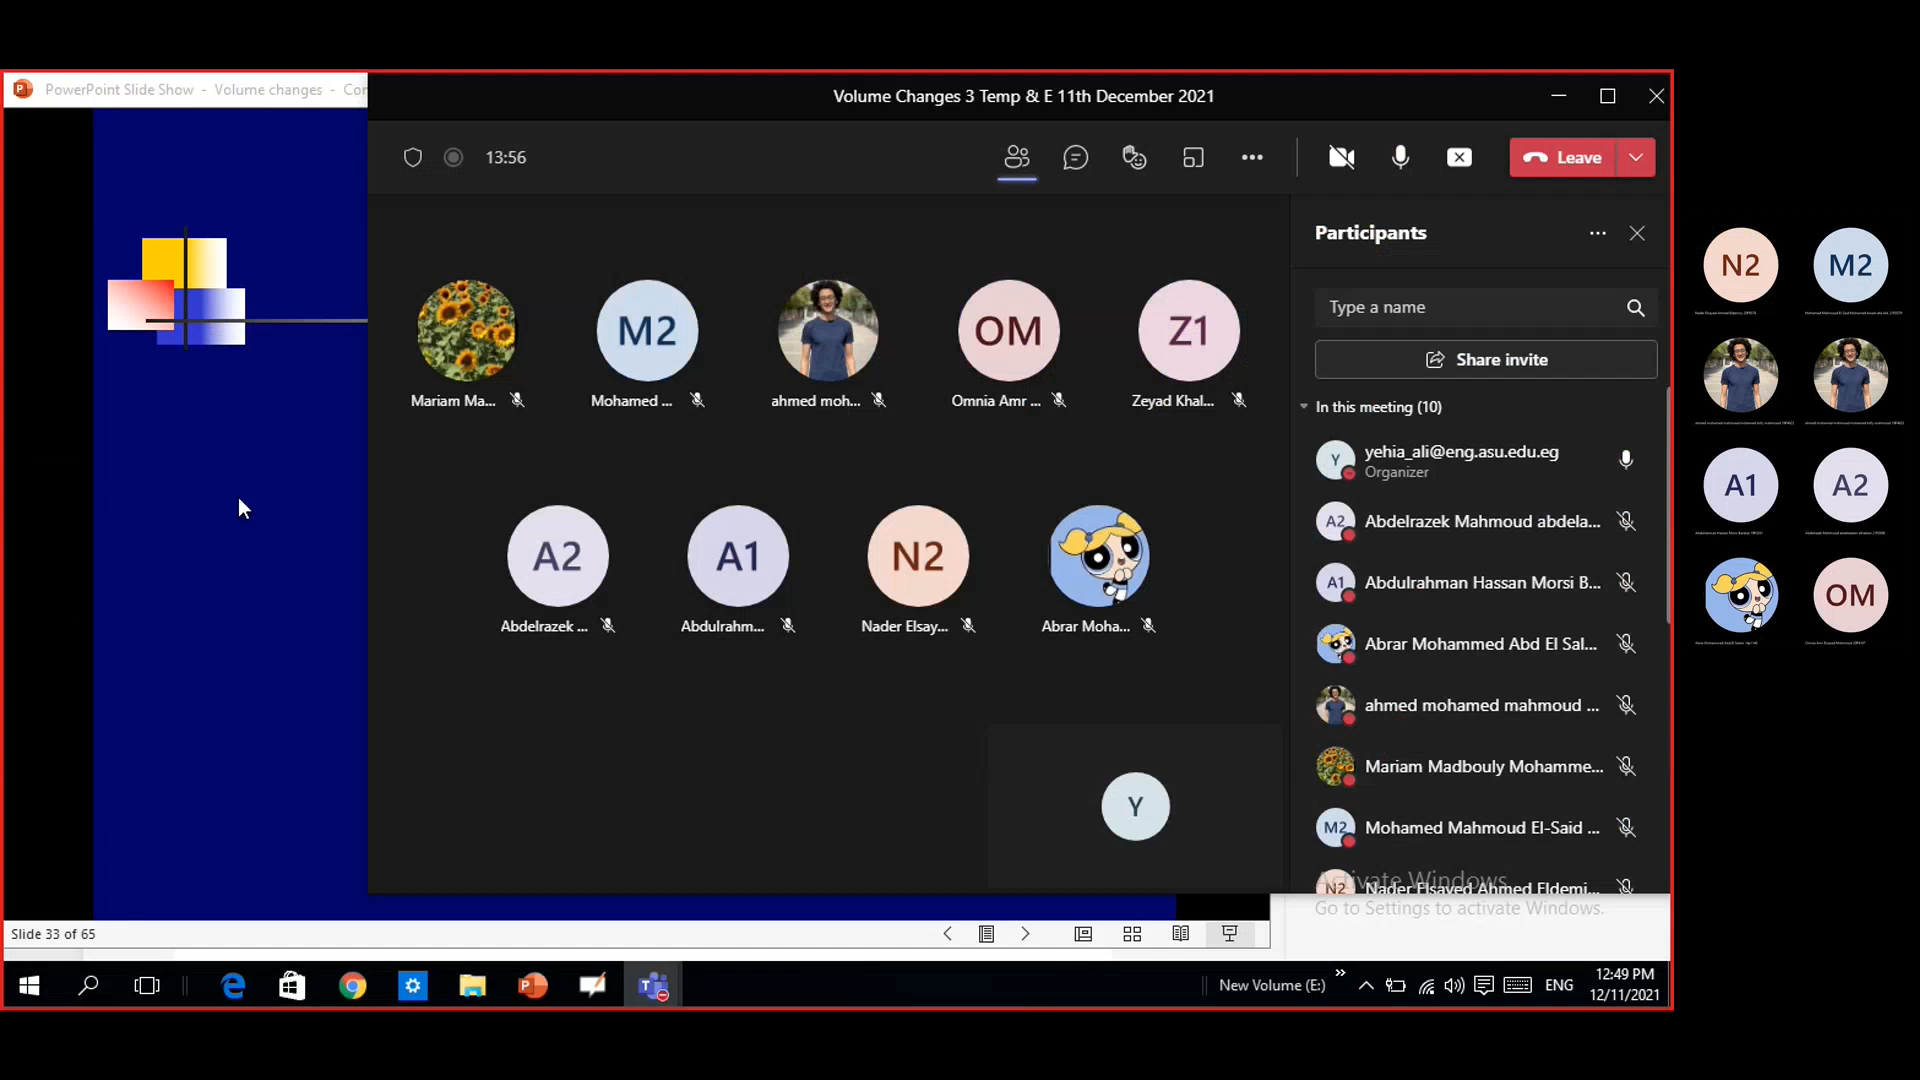 PowerPoint Slide Show - Volume changes - Cor
Volume Changes 3 Temp & E 11th December 2021
13:56
Leave
Participants
Type a name
Share invite
In this meeting (10)
yehia_ali@eng.asu.edu.eg
Organizer
Abdelrazek Mahmoud abdela...
Abdulrahman Hassan Morsi B...
Abrar Mohammed Abd El Sal...
ahmed mohamed mahmoud ...
Mariam Madbouly Mohamme...
Mohamed Mahmoud El-Said ...
Nader Elsayed Ahmed Eldemi...
Y
A2
A1
M2
N2
M2
OM
Z1
Mariam Ma...
Mohamed ...
ahmed moh...
Omnia Amr ...
Zeyad Khal...
A2
A1
N2
Abdelrazek ...
Abdulrahm...
Nader Elsay...
Abrar Moha...
Y
N2
M2
A1
A2
OM
Activate Windows
Go to Settings to activate Windows.
Slide 33 of 65
New Volume (E:)
ENG
12:49 PM
12/11/2021